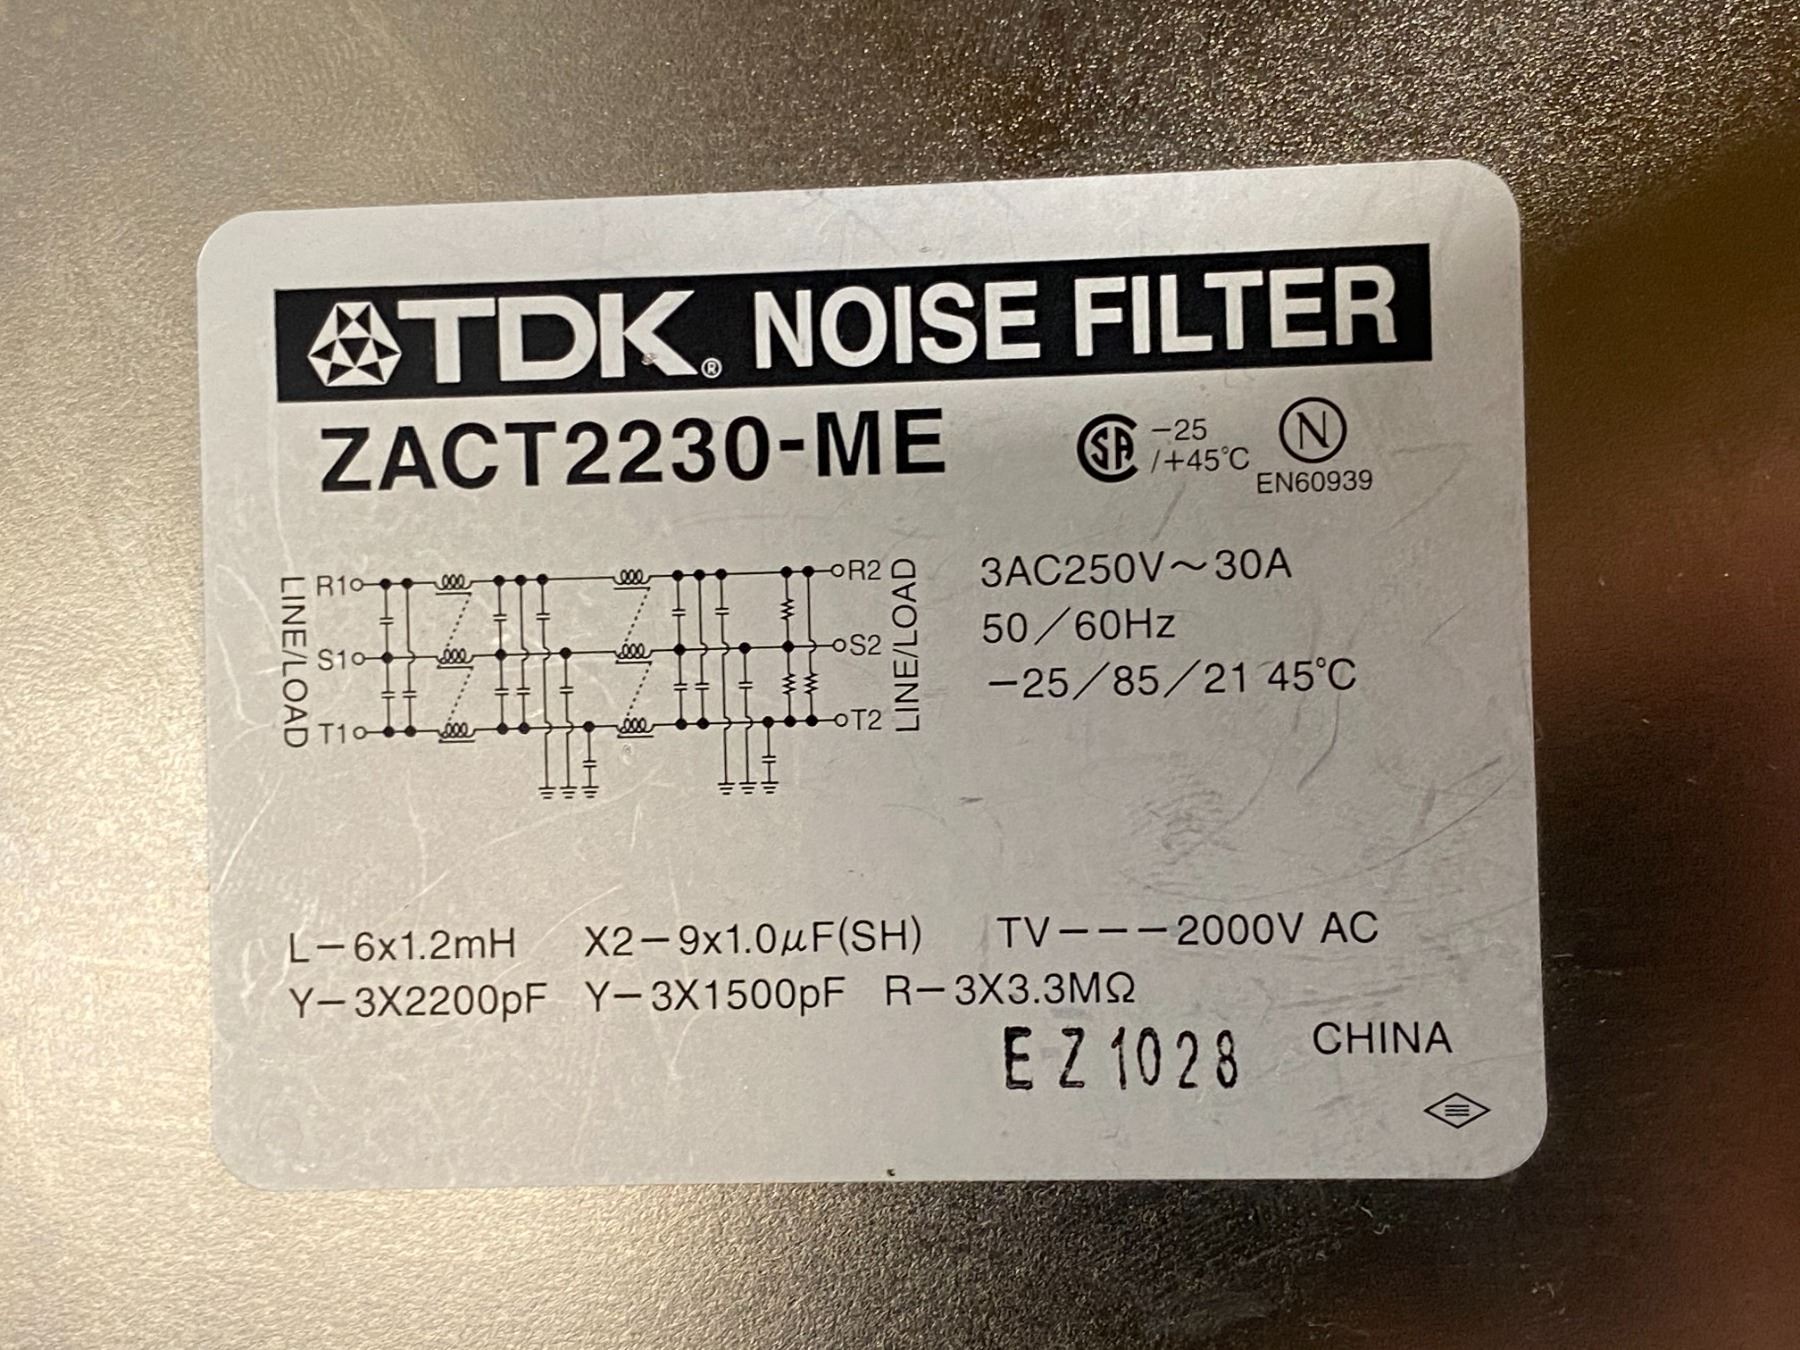 TDK® NOISE FILTER
ZACT2230-ME
SA -25
/+45℃
N
EN60939
LINE/LOAD
R1
S1
T1
R2
S2
T2
LINE/LOAD
3AC250V～30A
50／60Hz
−25／85／21 45℃
L−6x1.2mH X2−9x1.0μF(SH) TV−−−2000V AC
Y−3X2200pF Y−3X1500pF R−3X3.3MΩ
EZ1028 CHINA